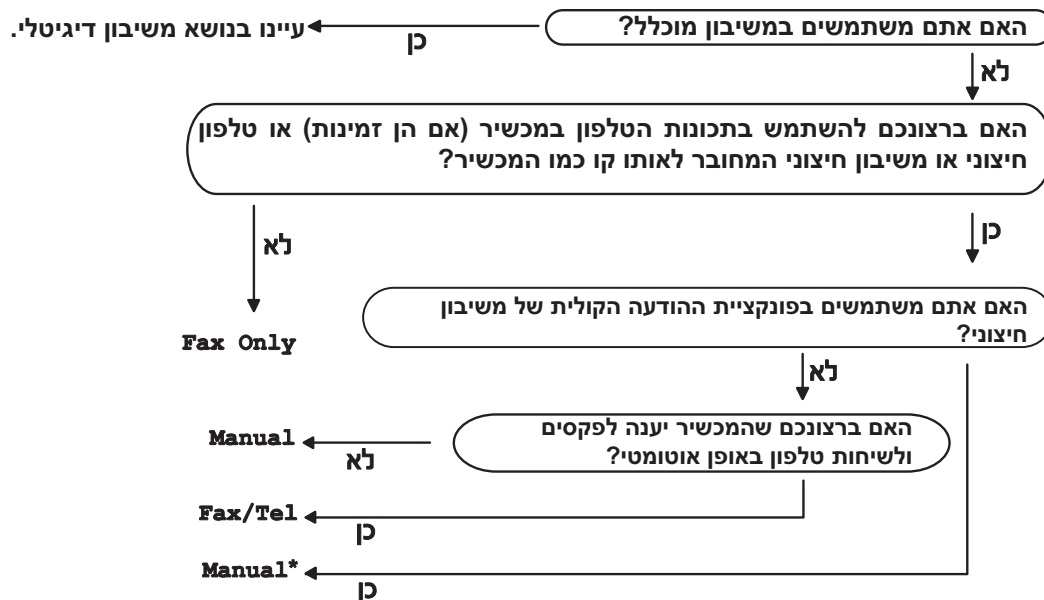 האם אתם משתמשים במשיבון מוכלל?
כן
עיינו בנושא משיבון דיגיטלי.
לא
האם ברצונכם להשתמש בתכונות הטלפון במכשיר (אם הן זמינות) או טלפון
חיצוני או משיבון חיצוני המחובר לאותו קו כמו המכשיר?
כן
לא
Fax Only
האם אתם משתמשים בפונקציית ההודעה הקולית של משיבון
חיצוני?
לא
האם ברצונכם שהמכשיר יענה לפקסים
ולשיחות טלפון באופן אוטומטי?
לא
Manual
כן
Fax/Tel
כן
Manual*